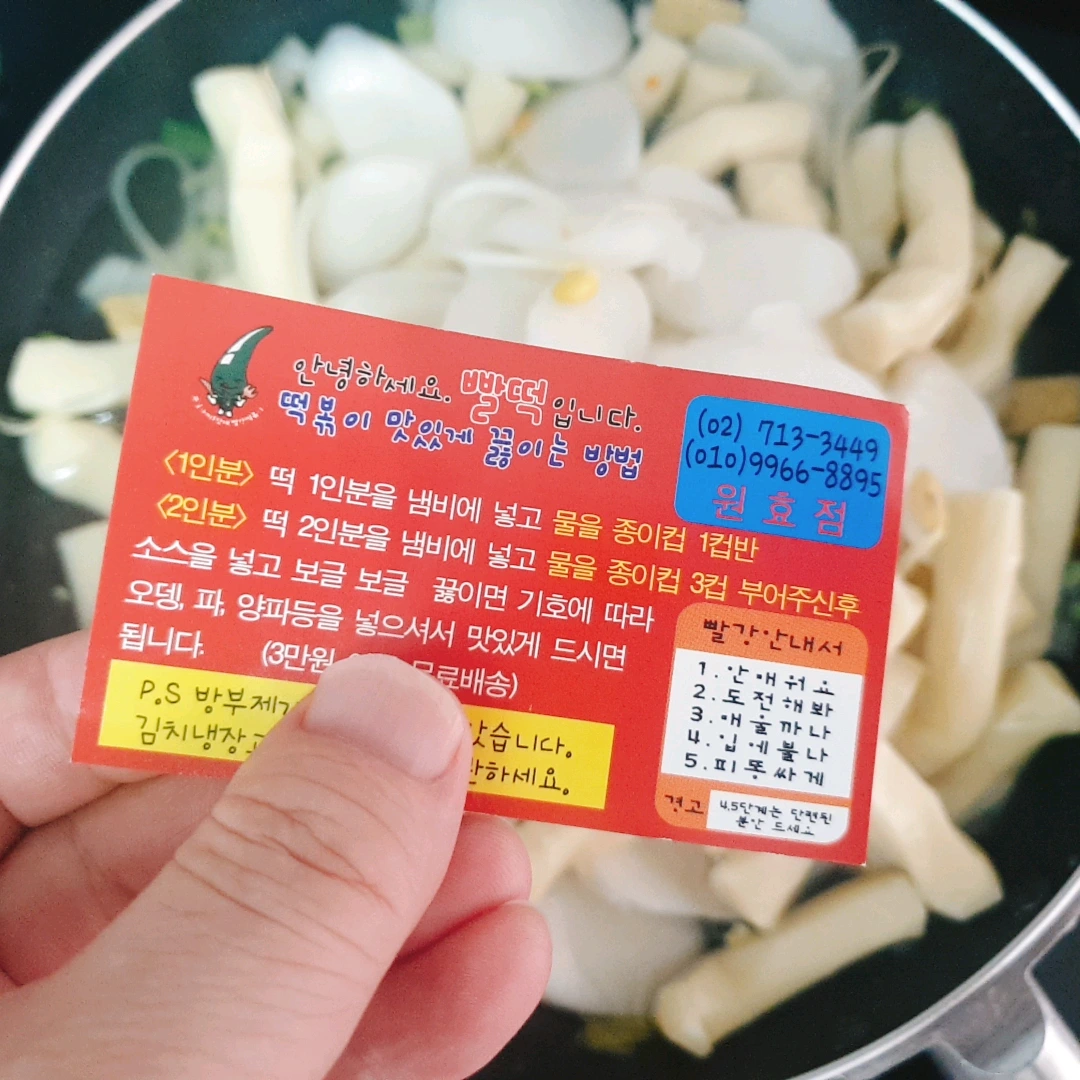 안녕하세요. 빨떡입니다.
떡볶이 맛있게 끓이는 방법
(02) 713-3449
(010)9966-8895
원효점
<1인분> 떡 1인분을 냄비에 넣고 물을 종이컵 1컵반
<2인분> 떡 2인분을 냄비에 넣고 물을 종이컵 3컵 부어주신후
소스을 넣고 보글 보글 끓이면 기호에 따라
오뎅, 파, 양파등을 넣으셔서 맛있게 드시면
됩니다. (3만원 무료배송)
P.S 방부제
김치냉장고
습니다.
하세요.
빨강안내서
1. 안매워요
2. 도전해봐
3. 매울까나
4. 입에불나
5. 피똥싸게
경고
4,5단계는 단련된
분만 드세요